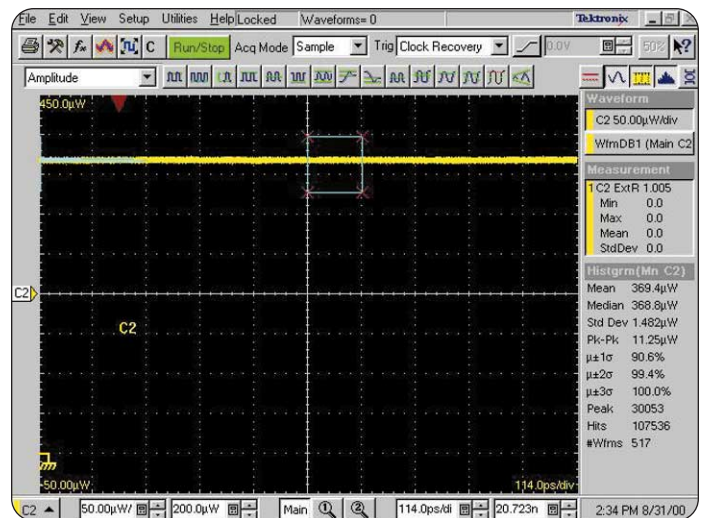 File Edit View Setup Utilities Help Locked Waveforms= 0 Tektronix
C Run/Stop Acq Mode Sample Trig Clock Recovery 0.0V 50%
Amplitude
450.0µW
Waveform
C2 50.00µW/div
WfmDB1 (Main C2
Measurement
1 C2 ExtR 1.005
Min 0.0
Max 0.0
Mean 0.0
StdDev 0.0
Histgrm(Mn C2)
Mean 369.4µW
Median 368.8µW
Std Dev 1.482µW
Pk-Pk 11.25µW
µ±1σ 90.6%
µ±2σ 99.4%
µ±3σ 100.0%
Peak 30053
Hits 107536
#Wfms 517
C2
C2
-50.00µW 114.0ps/div
C2 50.00µW/ 200.0µW Main 1 2 114.0ps/di 20.723n 2:34 PM 8/31/00